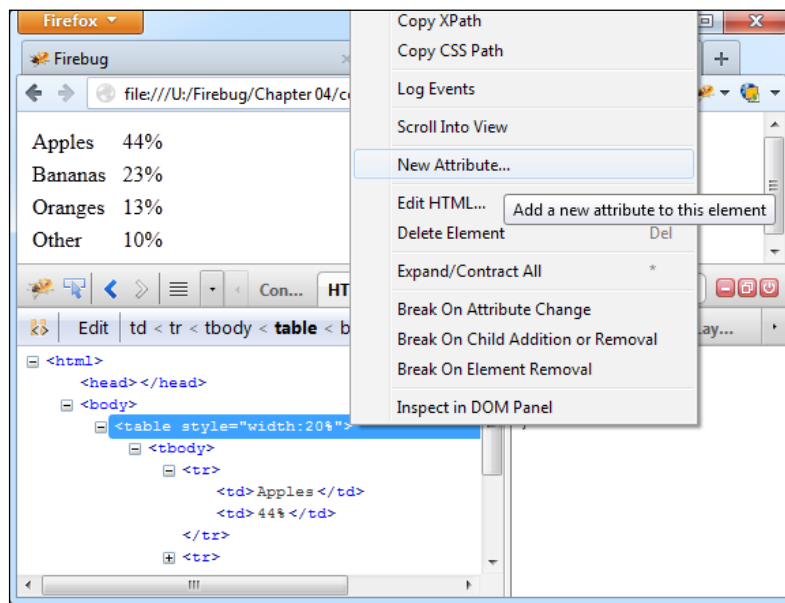 Firefox
Copy XPath
Copy CSS Path
Log Events
Scroll Into View
New Attribute...
Add a new attribute to this element
Edit HTML...
Delete Element Del
Expand/Contract All *
Break On Attribute Change
Break On Child Addition or Removal
Break On Element Removal
Inspect in DOM Panel
Firebug
file:///U:/Firebug/Chapter 04/co
Apples 44%
Bananas 23%
Oranges 13%
Other 10%
Con... HT
Edit td < tr < tbody < table < b
ay...
<html>
<head></head>
<body>
<table style="width:20%">
<tbody>
<tr>
<td>Apples</td>
<td>44%</td>
</tr>
<tr>